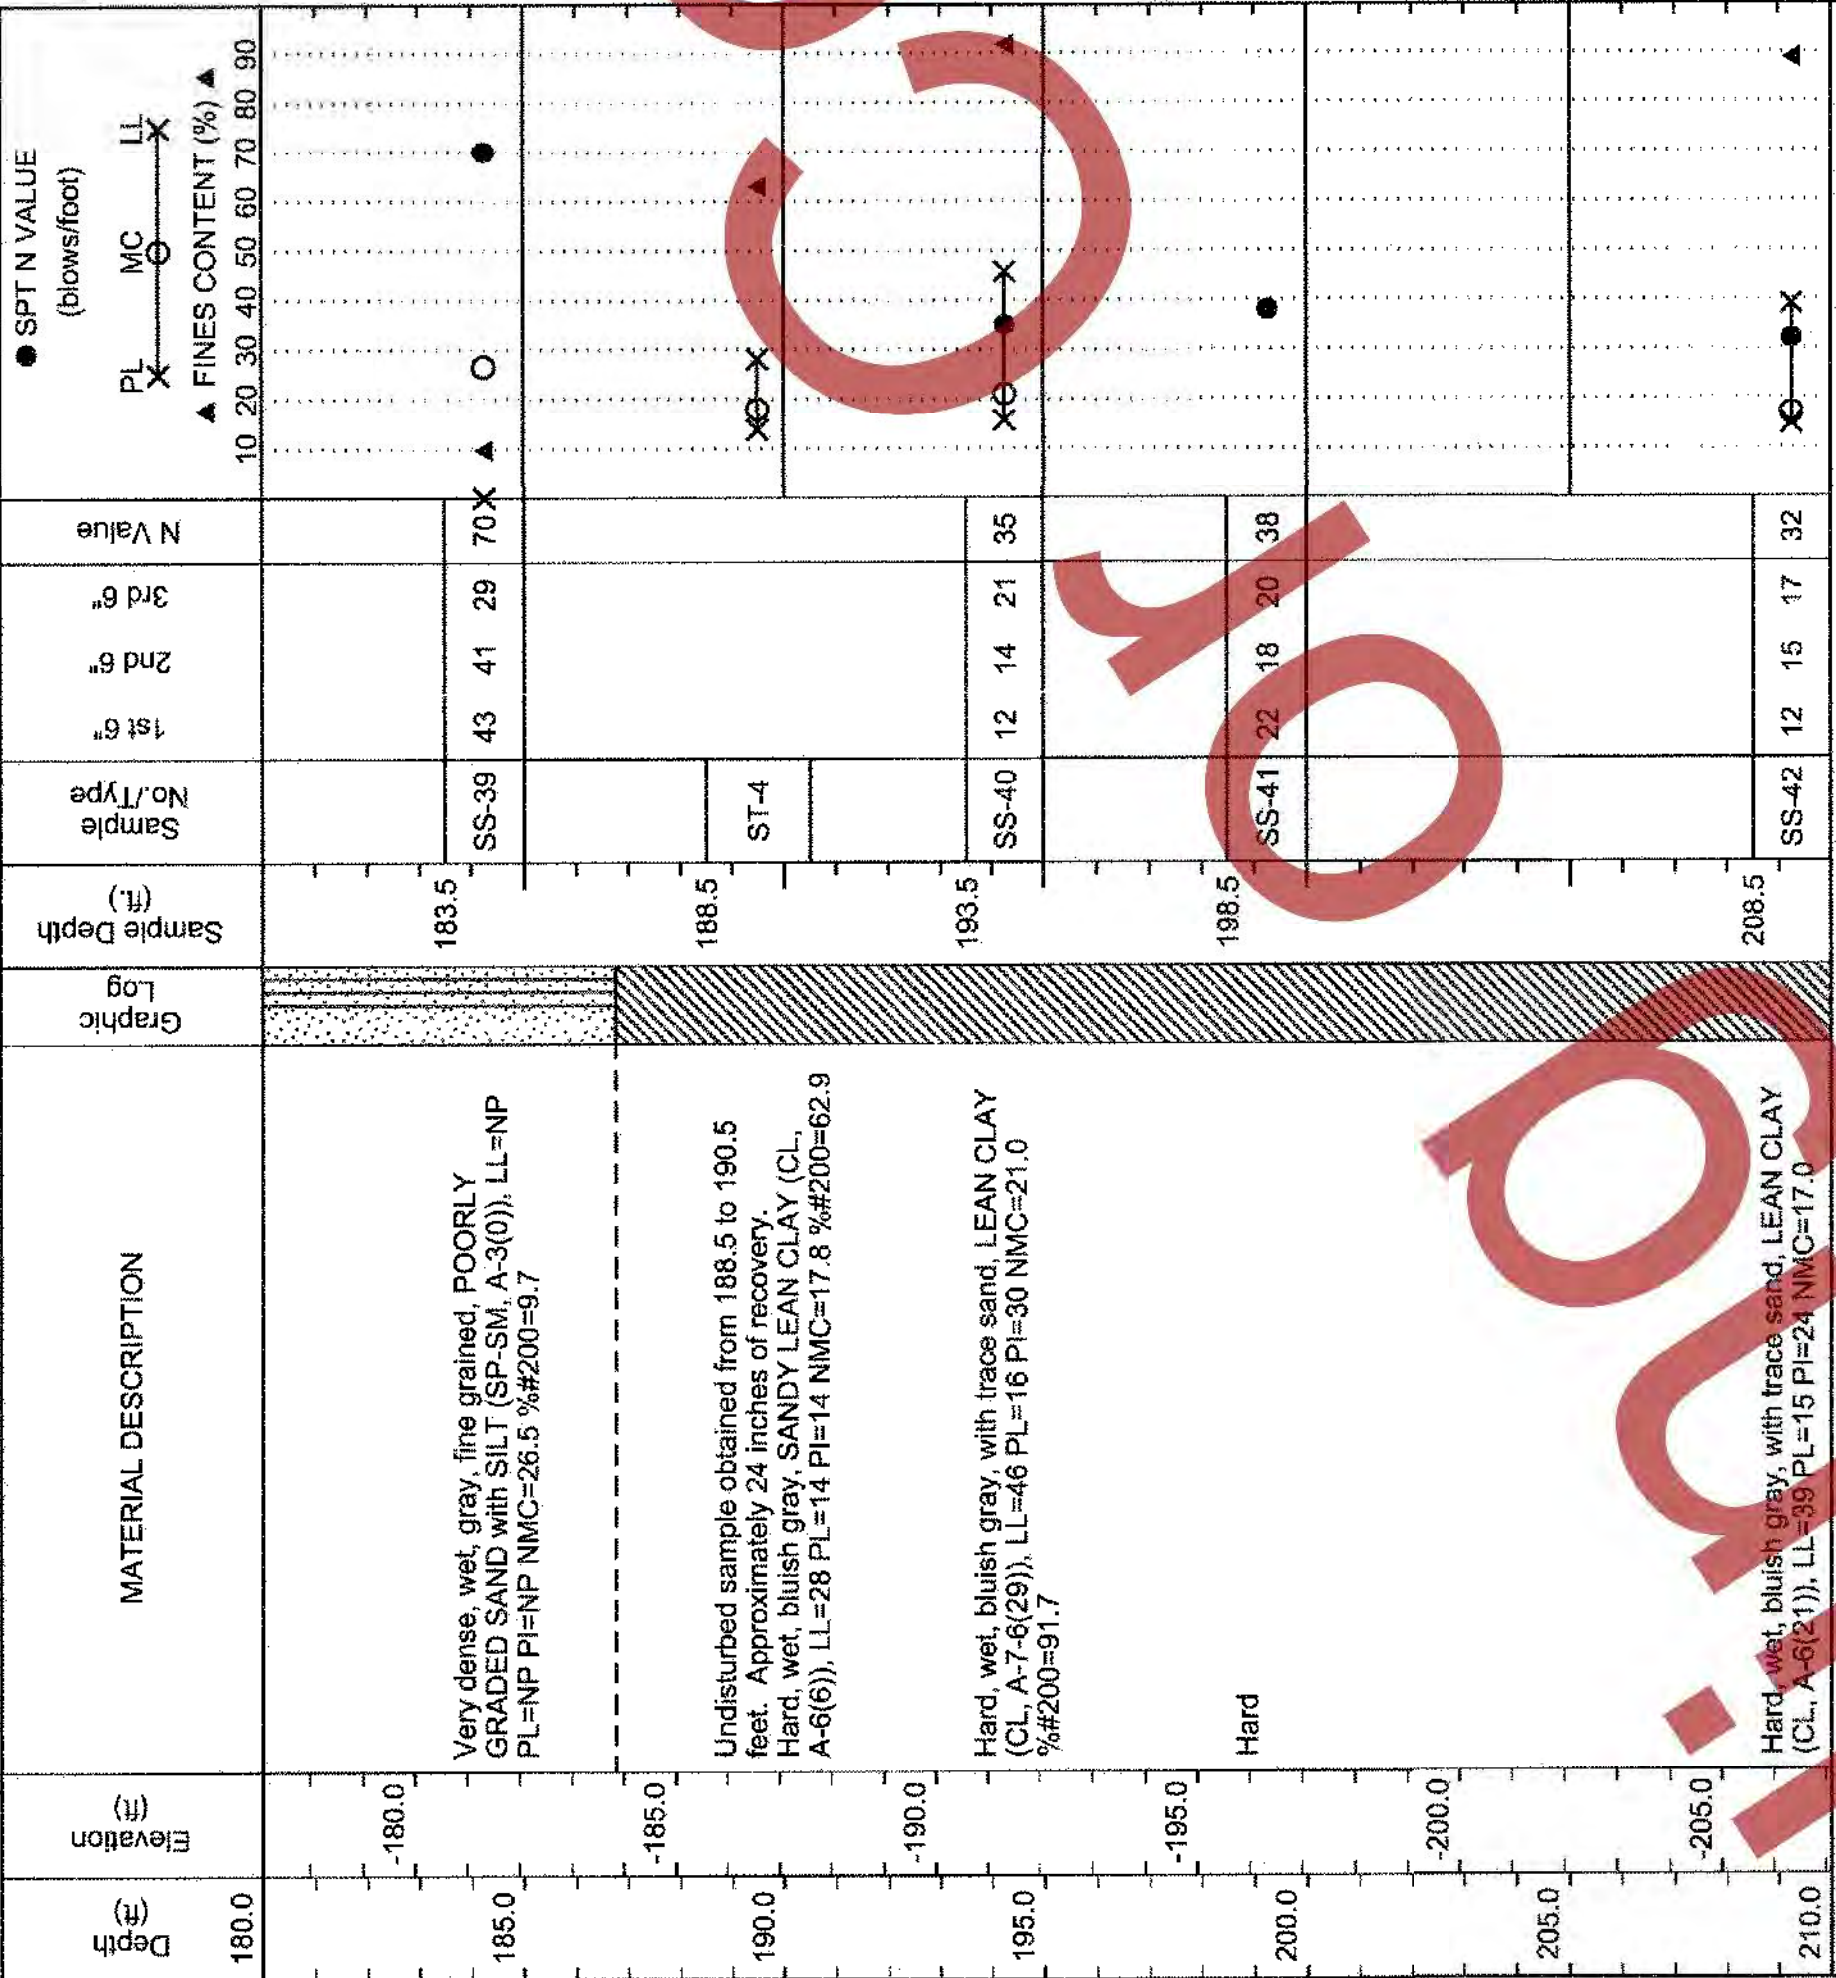 Depth
(ft)
Elevation
(ft)
MATERIAL DESCRIPTION
Graphic
Log
Sample Depth
(ft.)
Sample
No./Type
1st 6"
2nd 6"
3rd 6"
N Value
● SPT N VALUE
(blows/foot)
PL MC LL
▲ FINES CONTENT (%) ▲
10 20 30 40 50 60 70 80 90
180.0
-180.0
Very dense, wet, gray, fine grained, POORLY
GRADED SAND with SILT (SP-SM, A-3(0)), LL=NP
PL=NP PI=NP NMC=26.5 %#200=9.7
183.5
SS-39 43 41 29 70
185.0
-185.0
Undisturbed sample obtained from 188.5 to 190.5
feet. Approximately 24 inches of recovery.
Hard, wet, bluish gray, SANDY LEAN CLAY (CL,
A-6(6)), LL=28 PL=14 PI=14 NMC=17.8 %#200=62.9
188.5
ST-4
190.0
-190.0
Hard, wet, bluish gray, with trace sand, LEAN CLAY
(CL, A-7-6(29)), LL=46 PL=16 PI=30 NMC=21.0
%#200=91.7
193.5
SS-40 12 14 21 35
195.0
-195.0
Hard
198.5
SS-41 22 18 20 38
200.0
-200.0
205.0
-205.0
Hard, wet, bluish gray, with trace sand, LEAN CLAY
(CL, A-6(21)), LL=39 PL=15 PI=24 NMC=17.0
208.5
SS-42 12 15 17 32
210.0